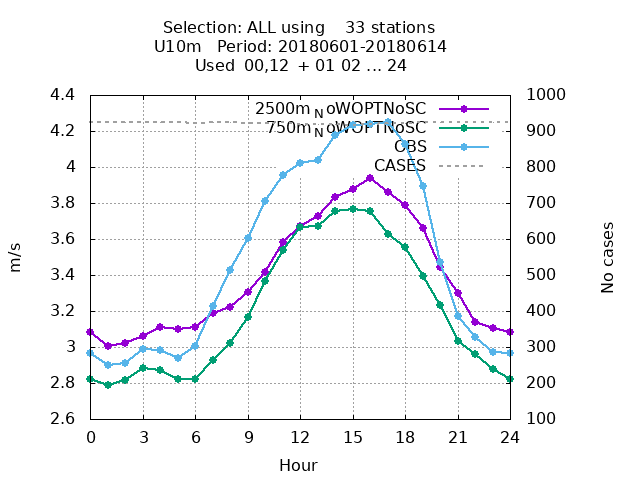 Selection: ALL using    33 stations
U10m   Period: 20180601-20180614
Used  00,12  + 01 02 ... 24
4.4
4.2
4
3.8
3.6
3.4
3.2
3
2.8
2.6
1000
900
800
700
600
500
400
300
200
100
2500m_NoWOPTNoSC
750m_NoWOPTNoSC
OBS
CASES
m/s
No cases
0 3 6 9 12 15 18 21 24
Hour